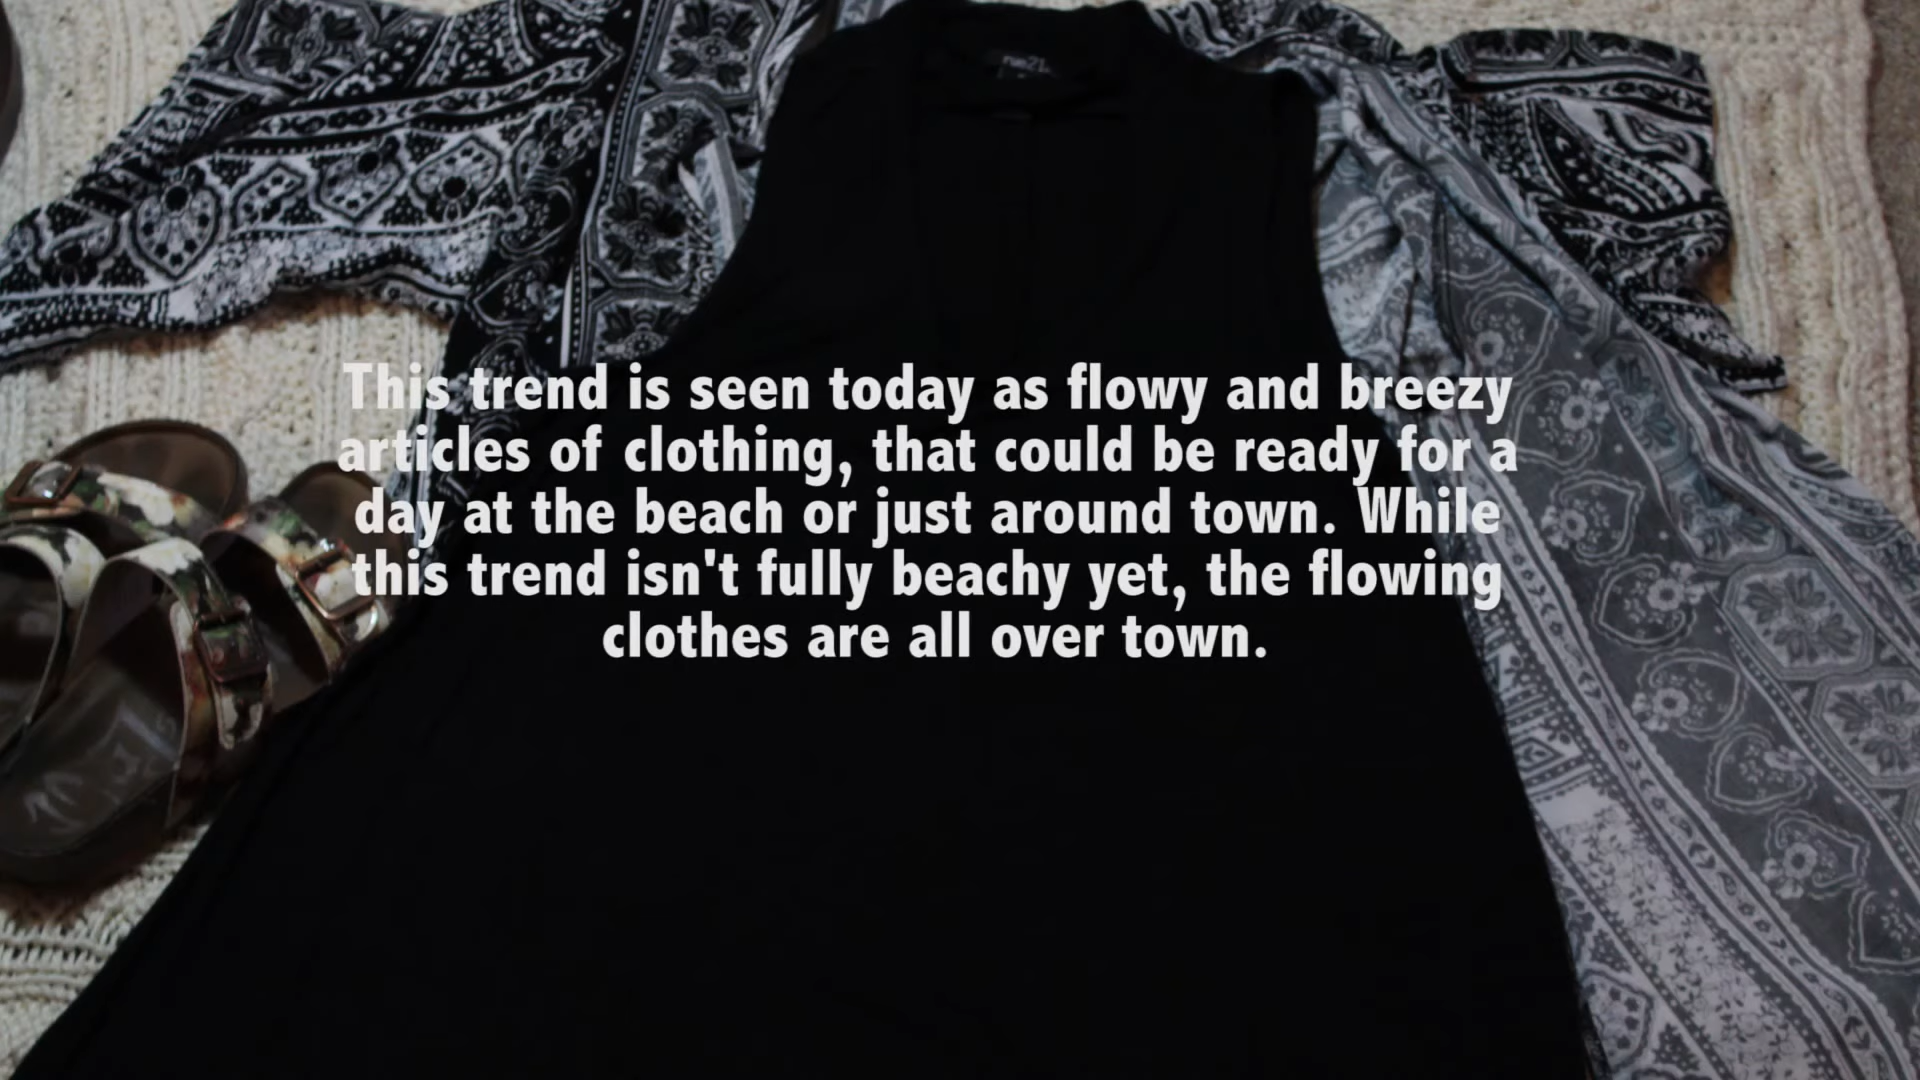 rue21
This trend is seen today as flowy and breezy
articles of clothing, that could be ready for a
day at the beach or just around town. While
this trend isn't fully beachy yet, the flowing
clothes are all over town.